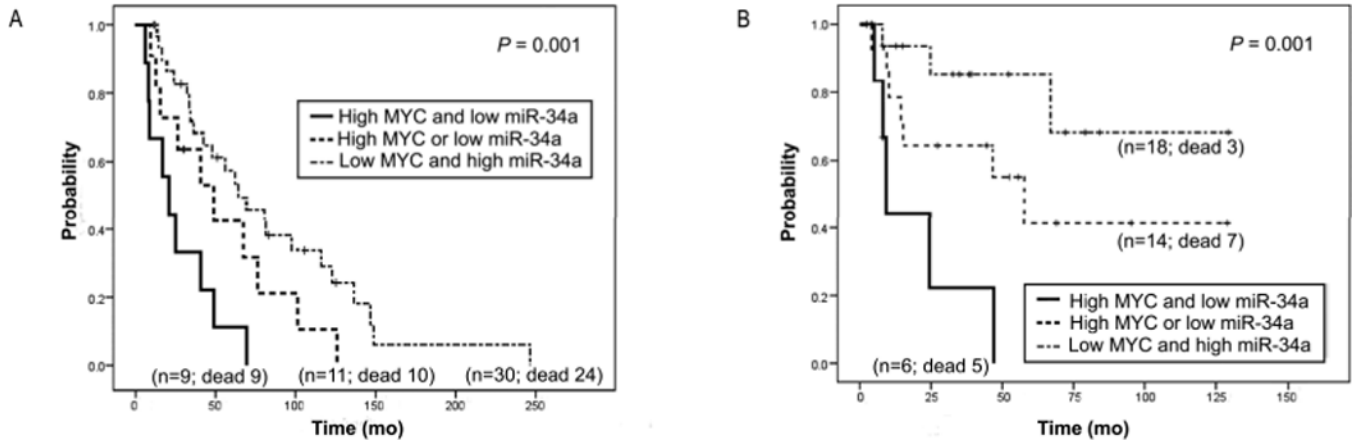 A
P = 0.001
High MYC and low miR-34a
High MYC or low miR-34a
Low MYC and high miR-34a
Probability
1.0
0.8
0.6
0.4
0.2
0.0
(n=9; dead 9) (n=11; dead 10) (n=30; dead 24)
0 50 100 150 200 250
Time (mo)
B
P = 0.001
Probability
1.0
0.8
0.6
0.4
0.2
0.0
(n=18; dead 3)
(n=14; dead 7)
High MYC and low miR-34a
High MYC or low miR-34a
Low MYC and high miR-34a
(n=6; dead 5)
0 25 50 75 100 125 150
Time (mo)